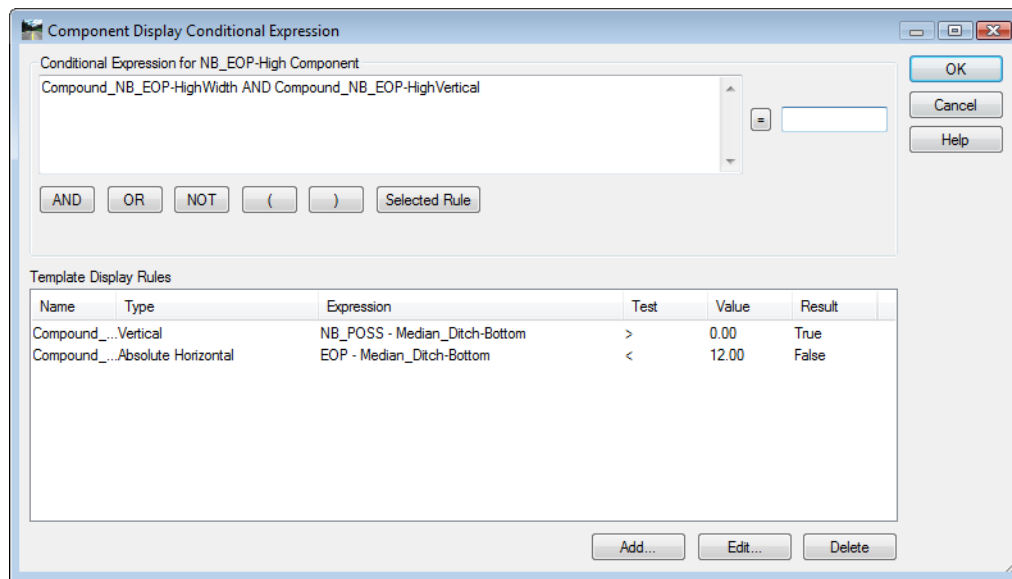 Component Display Conditional Expression
Conditional Expression for NB_EOP-High Component
Compound_NB_EOP-HighWidth AND Compound_NB_EOP-HighVertical
=
OK
Cancel
Help
AND OR NOT ( ) Selected Rule
Template Display Rules
Name Type Expression Test Value Result
Compound_... Vertical NB_POSS - Median_Ditch-Bottom > 0.00 True
Compound_... Absolute Horizontal EOP - Median_Ditch-Bottom < 12.00 False
Add... Edit... Delete